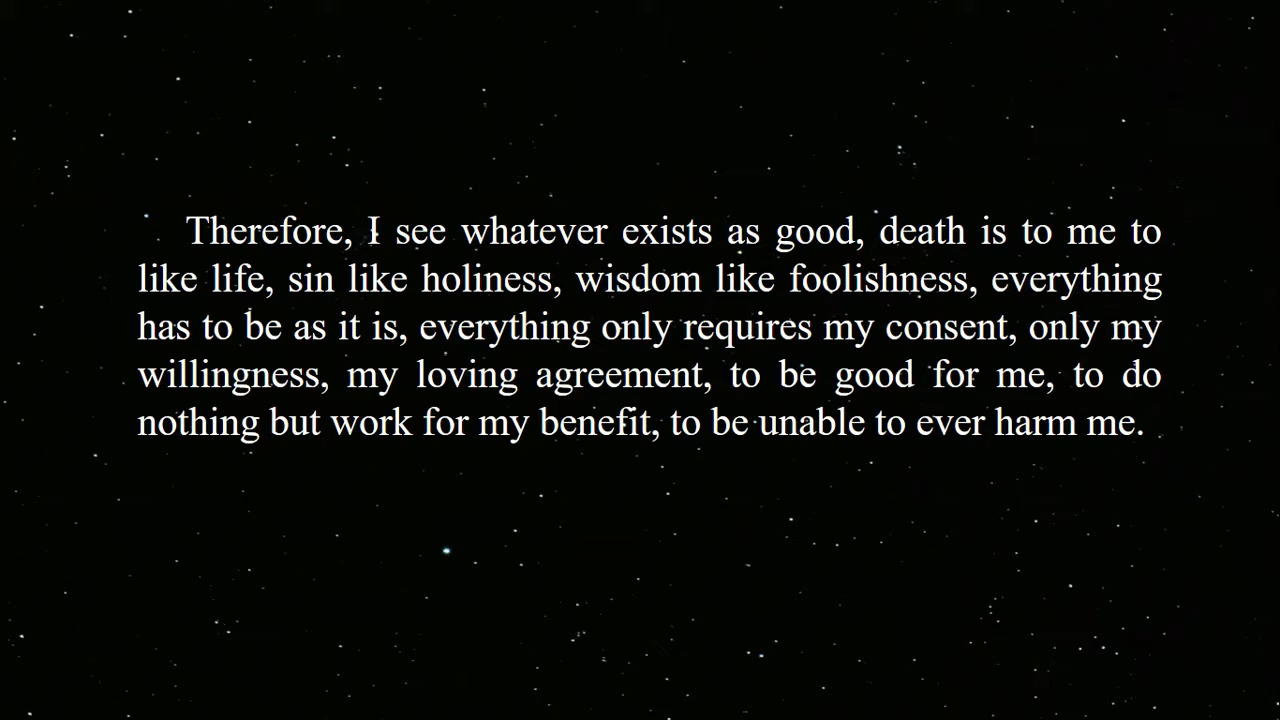 Therefore, I see whatever exists as good, death is to me to
like life, sin like holiness, wisdom like foolishness, everything
has to be as it is, everything only requires my consent, only my
willingness, my loving agreement, to be good for me, to do
nothing but work for my benefit, to be unable to ever harm me.